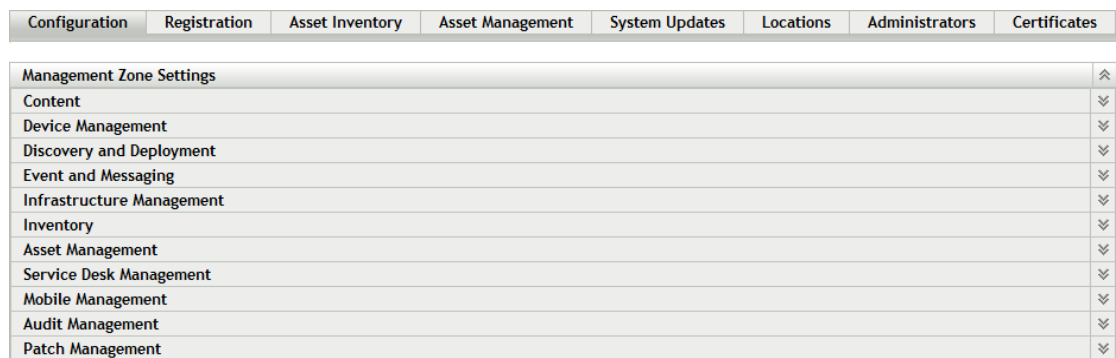 Configuration Registration Asset Inventory Asset Management System Updates Locations Administrators Certificates
Management Zone Settings
Content
Device Management
Discovery and Deployment
Event and Messaging
Infrastructure Management
Inventory
Asset Management
Service Desk Management
Mobile Management
Audit Management
Patch Management